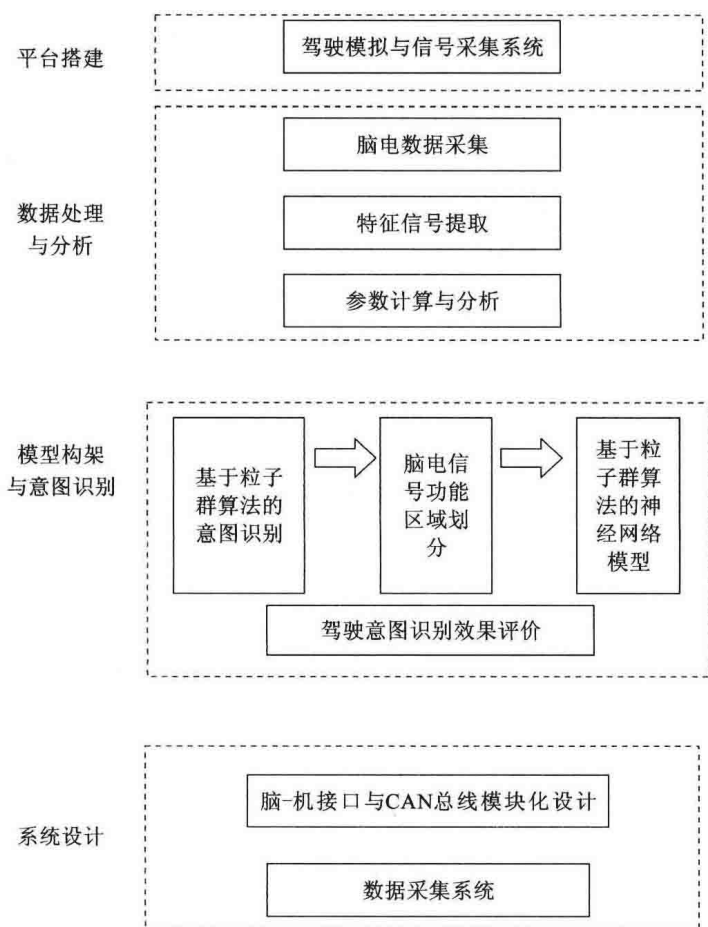 平台搭建
驾驶模拟与信号采集系统
数据处理
与分析
脑电数据采集
特征信号提取
参数计算与分析
模型构架
与意图识别
基于粒子
群算法的
意图识别
脑电信
号功能
区域划
分
基于粒
子群算
法的神
经网络
模型
驾驶意图识别效果评价
系统设计
脑-机接口与CAN总线模块化设计
数据采集系统